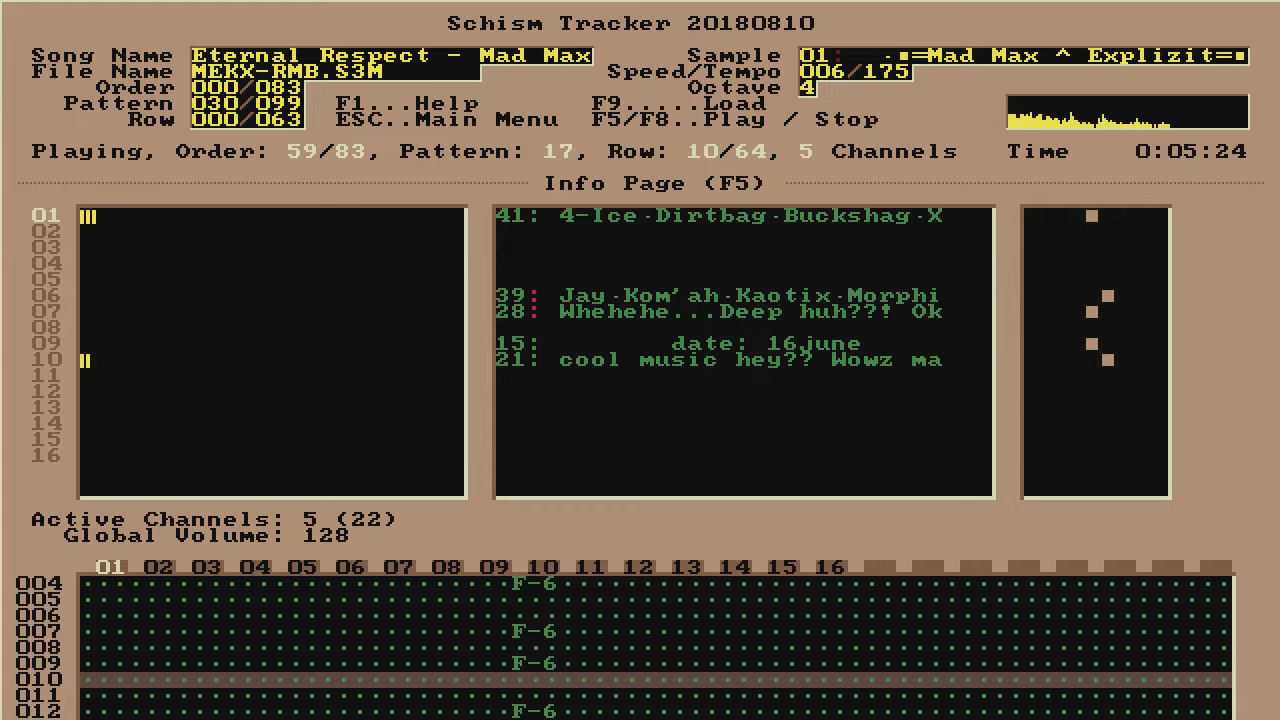 Schism Tracker 20180810
Song Name Eternal Respect - Mad Max Sample 01: .▪=Mad Max ^ Explizit=▪
File Name MEKX-RMB.S3M Speed/Tempo 006/175
Order 000/083 Octave 4
Pattern 030/099 F1...Help F9.....Load
Row 000/063 ESC..Main Menu F5/F8..Play / Stop
Playing, Order: 59/83, Pattern: 17, Row: 10/64, 5 Channels Time 0:05:24
Info Page (F5)
01 41: 4-Ice·Dirtbag·Buckshag·X
02
03
04
05
06 39: Jay·Kom'ah·Kaotix·Morphi
07 28: Whehehe...Deep huh??! Ok
08
09 15: date: 16june
10 21: cool music hey?? Wowz ma
11
12
13
14
15
16
Active Channels: 5 (22)
Global Volume: 128
01 02 03 04 05 06 07 08 09 10 11 12 13 14 15 16
004 F-6
005
006
007 F-6
008
009 F-6
010
011
012 F-6